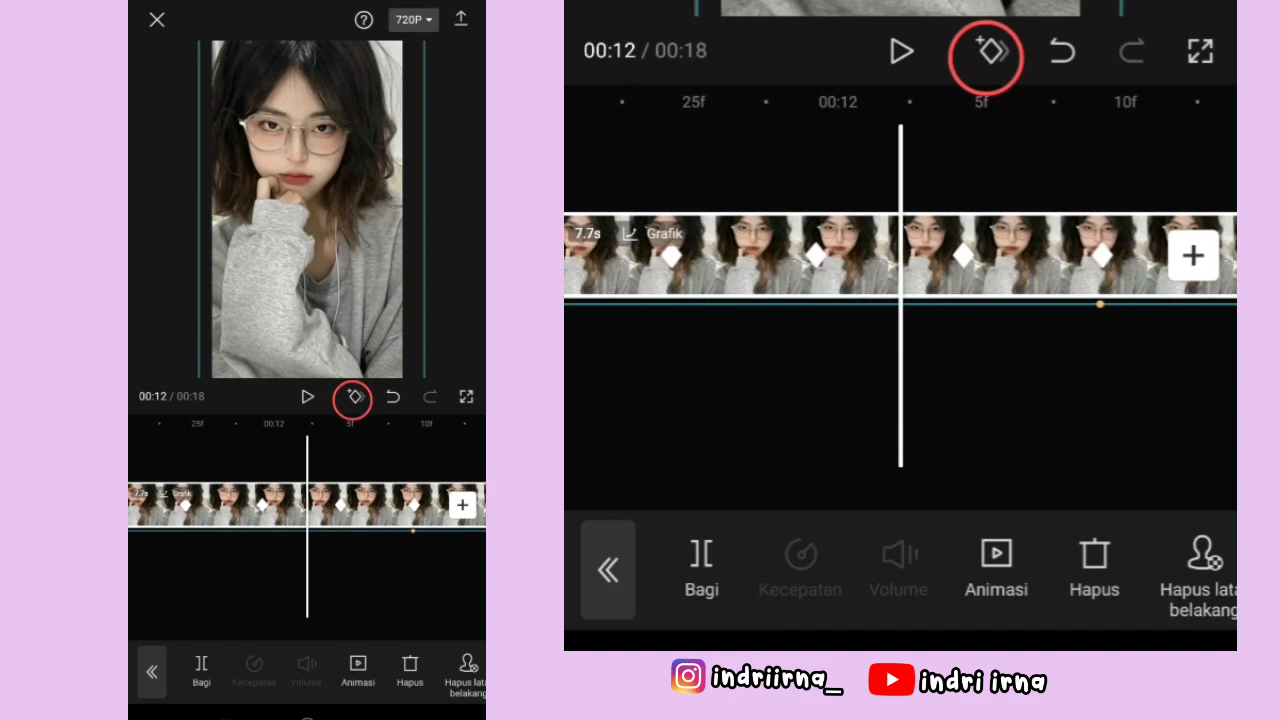 720P
00:12 / 00:18
25f
00:12
5f
10f
7.7s
Grafik
Bagi
Kecepatan
Volume
Animasi
Hapus
Hapus lata
belakang
00:12 / 00:18
25f
00:12
5f
10f
7.7s
Grafik
Bagi
Kecepatan
Volume
Animasi
Hapus
Hapus lata
belakang
indriirna_
indri irna